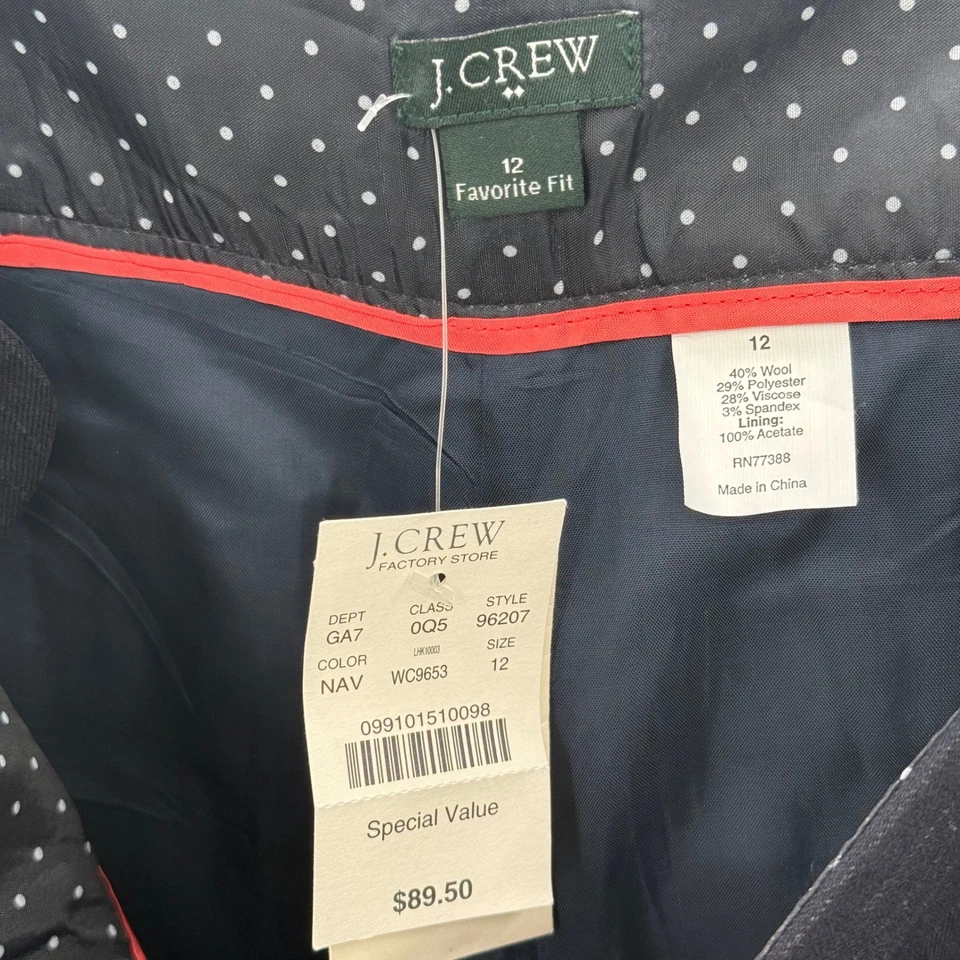 J.CREW
12
Favorite Fit
12
40% Wool
29% Polyester
28% Viscose
3% Spandex
Lining:
100% Acetate
RN77388
Made in China
J.CREW
FACTORY STORE
DEPT CLASS STYLE
GA7 0Q5 96207
LHK10003
COLOR SIZE
NAV WC9653 12
099101510098
Special Value
$89.50